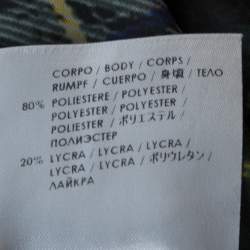 CORPO / BODY / CORPS /
RUMPF / CUERPO / 身頃 / ТЕЛО
80% POLIESTERE / POLYESTER /
POLYESTER / POLYESTER /
POLIESTER / ポリエステル /
ПОЛИЭСТЕР
20% LYCRA / LYCRA / LYCRA /
LYCRA / LYCRA / ポリウレタン /
ЛАЙКРА